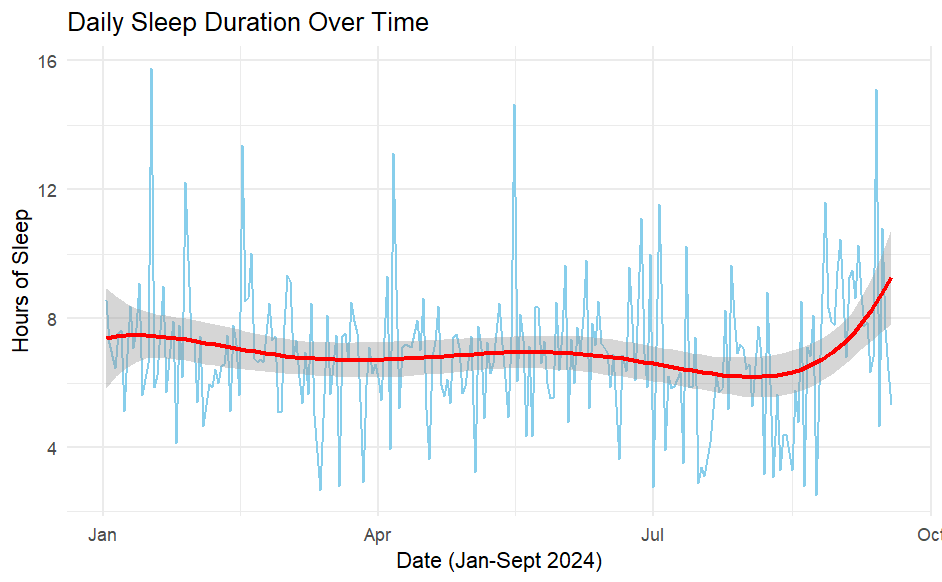 Daily Sleep Duration Over Time
16
12
8
4
Hours of Sleep
Jan Apr Jul Oct
Date (Jan-Sept 2024)